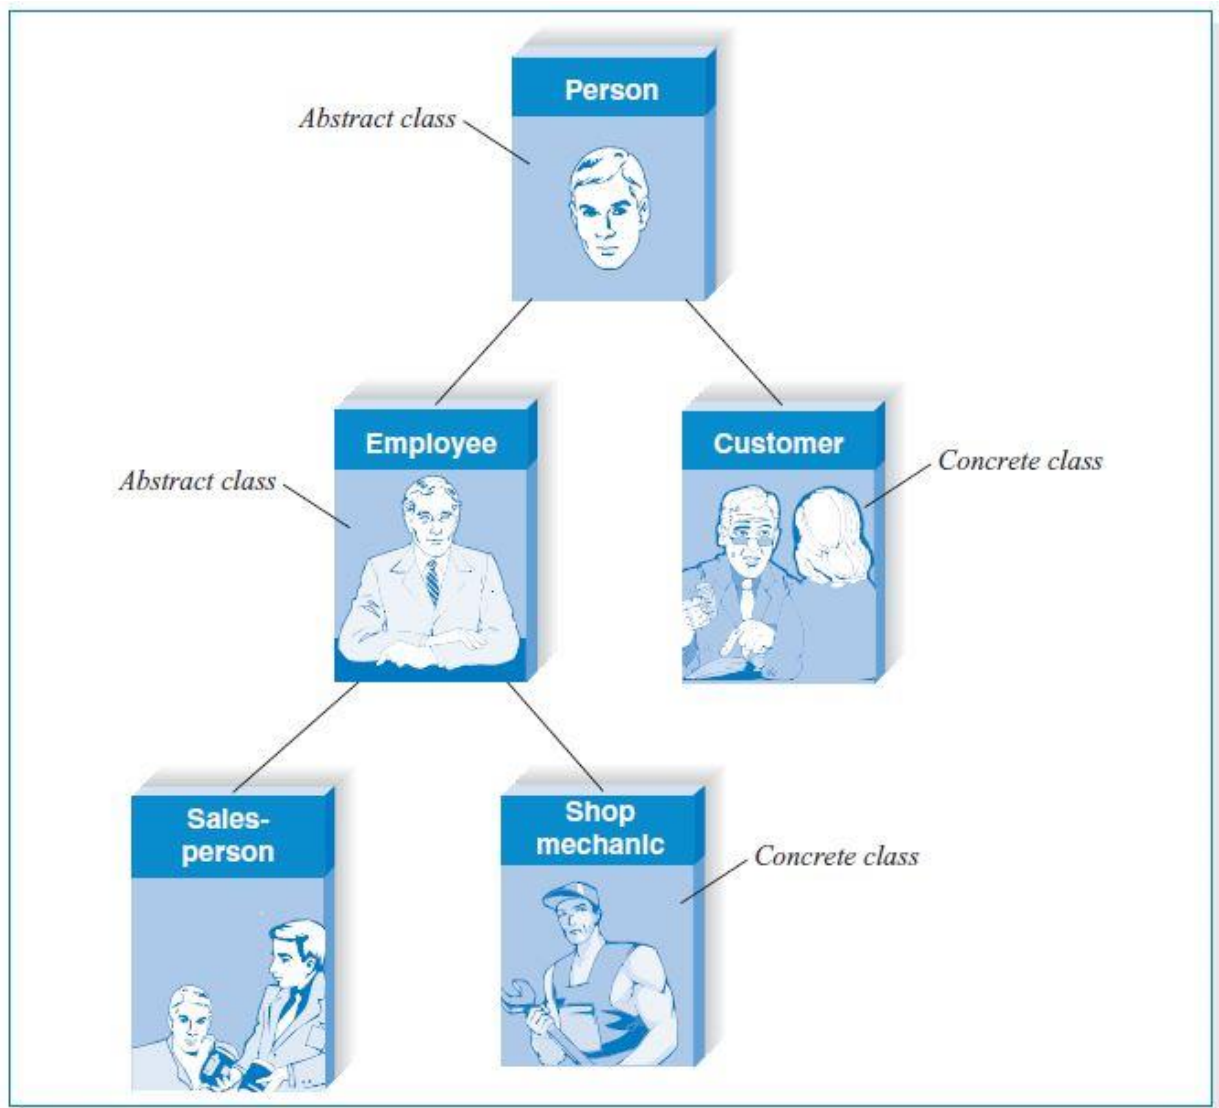 Person
Abstract class
Employee
Customer
Concrete class
Abstract class
Sales-
person
Shop
mechanic
Concrete class